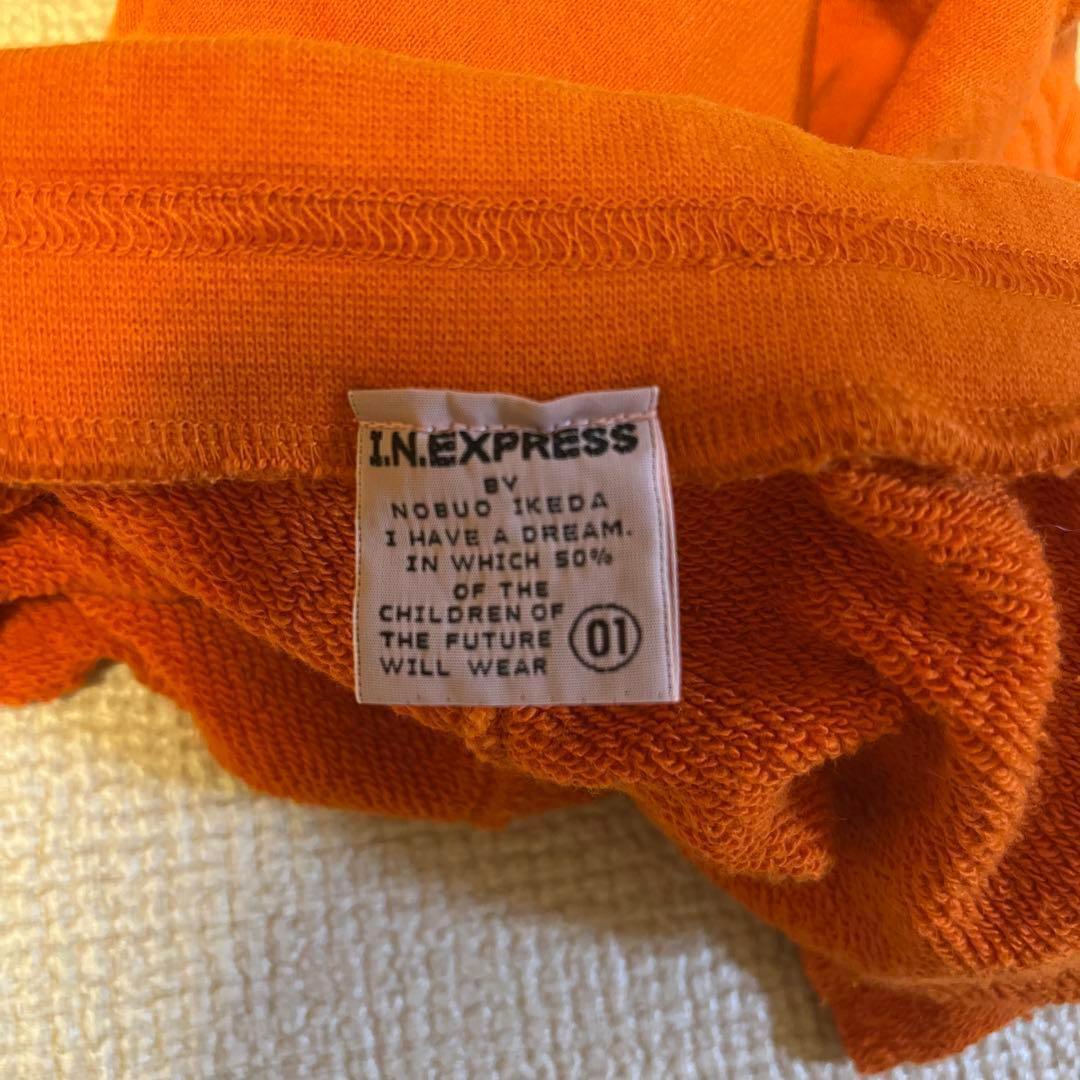 I.N.EXPRESS
BY
NOBUO IKEDA
I HAVE A DREAM.
IN WHICH 50%
OF THE
CHILDREN OF
THE FUTURE
WILL WEAR
01